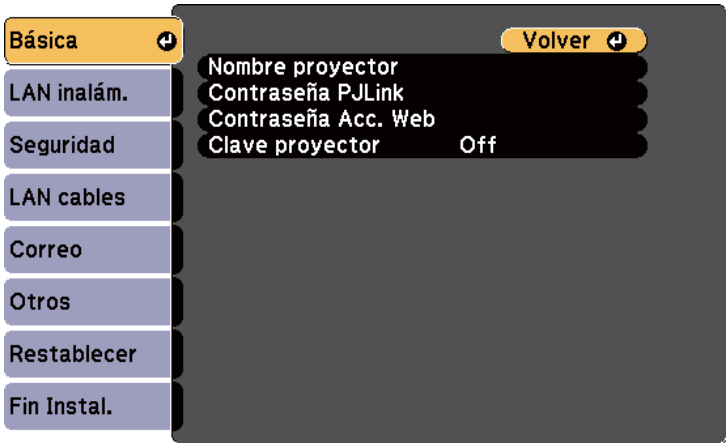 Básica
LAN inalám.
Seguridad
LAN cables
Correo
Otros
Restablecer
Fin Instal.
Volver
Nombre proyector
Contraseña PJLink
Contraseña Acc. Web
Clave proyector Off